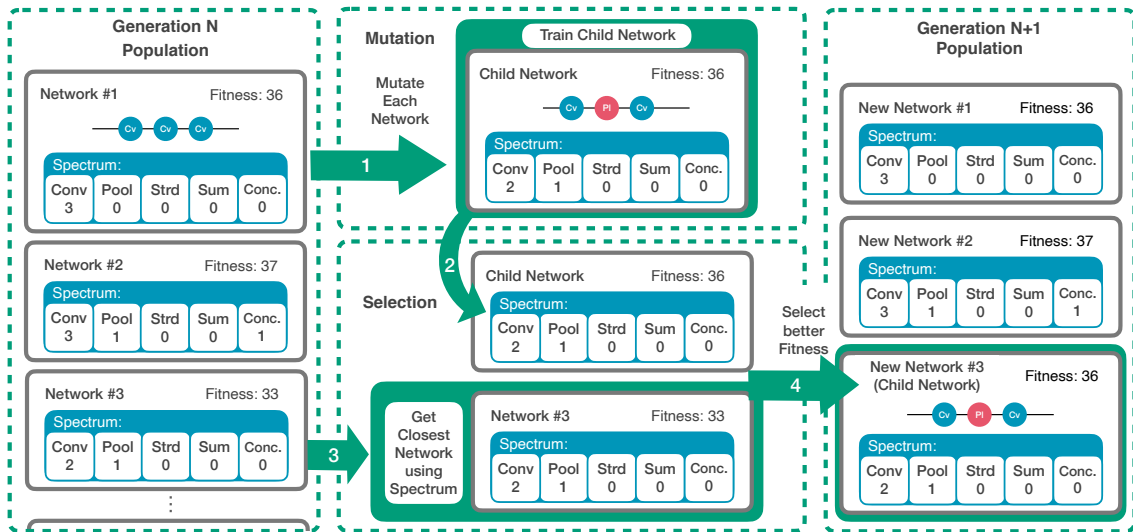 Generation N
Population
Network #1 Fitness: 36
Cv Cv Cv
Spectrum:
Conv Pool Strd Sum Conc.
3 0 0 0 0
Network #2 Fitness: 37
Spectrum:
Conv Pool Strd Sum Conc.
3 1 0 0 1
Network #3 Fitness: 33
Spectrum:
Conv Pool Strd Sum Conc.
2 1 0 0 0
⋮
Mutation
Mutate
Each
Network
1
Train Child Network
Child Network Fitness: 36
Cv Pl Cv
Spectrum:
Conv Pool Strd Sum Conc.
2 1 0 0 0
2
Selection
Child Network Fitness: 36
Spectrum:
Conv Pool Strd Sum Conc.
2 1 0 0 0
3
Get
Closest
Network
using
Spectrum
Network #3 Fitness: 33
Spectrum:
Conv Pool Strd Sum Conc.
2 1 0 0 0
Select
better
Fitness
4
Generation N+1
Population
New Network #1 Fitness: 36
Spectrum:
Conv Pool Strd Sum Conc.
3 0 0 0 0
New Network #2 Fitness: 37
Spectrum:
Conv Pool Strd Sum Conc.
3 1 0 0 1
New Network #3 Fitness: 36
(Child Network)
Cv Pl Cv
Spectrum:
Conv Pool Strd Sum Conc.
2 1 0 0 0